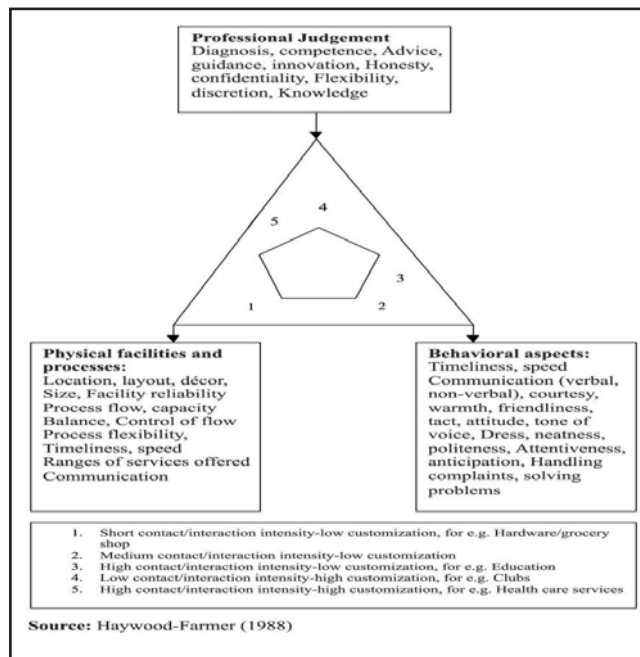 Professional Judgement
Diagnosis, competence, Advice,
guidance, innovation, Honesty,
confidentiality, Flexibility,
discretion, Knowledge
4
5
3
1
2
Physical facilities and
processes:
Location, layout, décor,
Size, Facility reliability
Process flow, capacity
Balance, Control of flow
Process flexibility,
Timeliness, speed
Ranges of services offered
Communication
Behavioral aspects:
Timeliness, speed
Communication (verbal,
non-verbal), courtesy,
warmth, friendliness,
tact, attitude, tone of
voice, Dress, neatness,
politeness, Attentiveness,
anticipation, Handling
complaints, solving
problems
1. Short contact/interaction intensity-low customization, for e.g. Hardware/grocery
shop
2. Medium contact/interaction intensity-low customization
3. High contact/interaction intensity-low customization, for e.g. Education
4. Low contact/interaction intensity-high customization, for e.g. Clubs
5. High contact/interaction intensity-high customization, for e.g. Health care services
Source: Haywood-Farmer (1988)